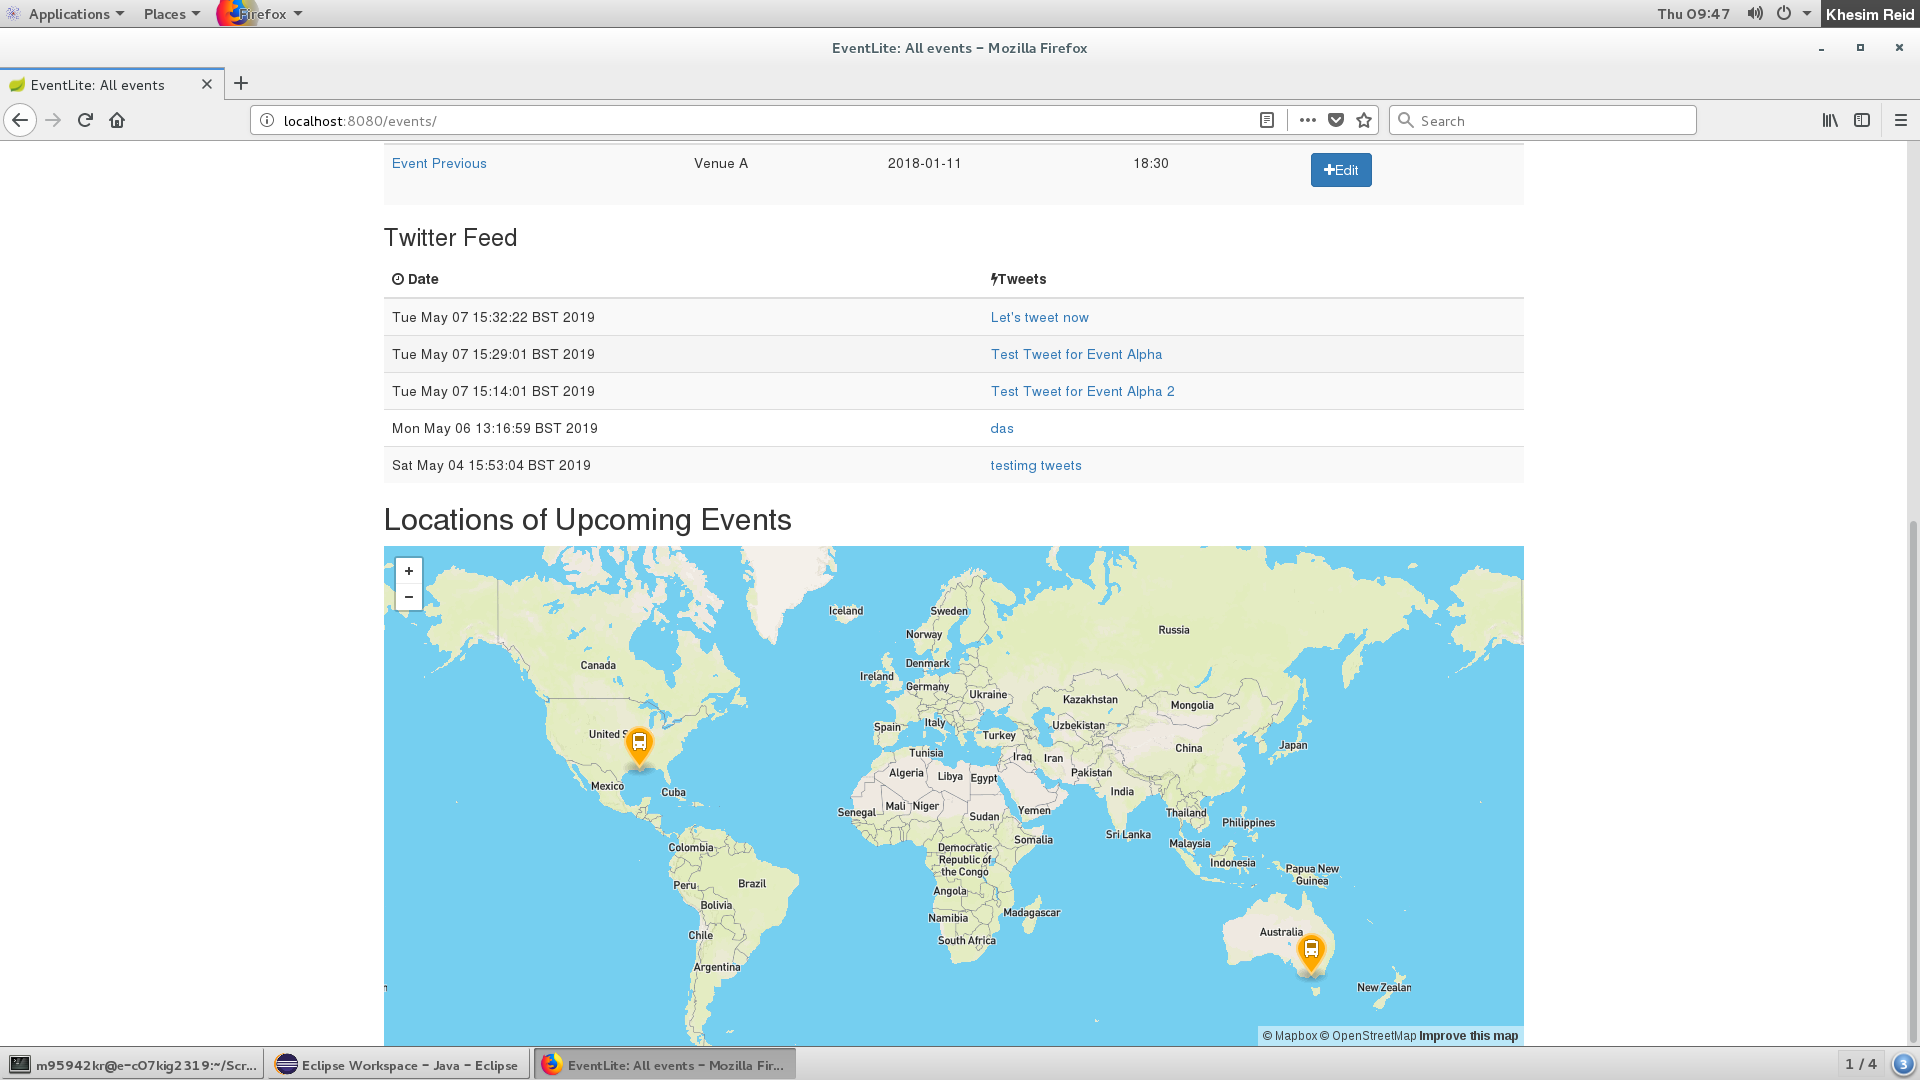 Applications Places Firefox Thu 09:47 Khesim Reid
EventLite: All events – Mozilla Firefox
EventLite: All events
localhost:8080/events/ Search
Event Previous Venue A 2018-01-11 18:30 Edit
Twitter Feed
Date Tweets
Tue May 07 15:32:22 BST 2019 Let's tweet now
Tue May 07 15:29:01 BST 2019 Test Tweet for Event Alpha
Tue May 07 15:14:01 BST 2019 Test Tweet for Event Alpha 2
Mon May 06 13:16:59 BST 2019 das
Sat May 04 15:53:04 BST 2019 testimg tweets
Locations of Upcoming Events
+
−
Iceland
Sweden
Russia
Norway
Canada
Denmark
Ireland
Germany
Ukraine
Kazakhstan
Mongolia
Spain
Italy
Uzbekistan
United S
Turkey
Japan
China
Tunisia
Iraq
Iran
Algeria
Libya
Egypt
Pakistan
Mexico
Cuba
India
Mali
Niger
Senegal
Sudan
Yemen
Thailand
Philippines
Sri Lanka
Somalia
Malaysia
Colombia
Democratic
Republic of
the Congo
Indonesia
Papua New
Guinea
Peru
Brazil
Angola
Bolivia
Madagascar
Namibia
Chile
South Africa
Australia
Argentina
New Zealan
n
© Mapbox © OpenStreetMap Improve this map
m95942kr@e-c07kig2319:~/Scr... Eclipse Workspace – Java – Eclipse EventLite: All events – Mozilla Fir... 1 / 4 3